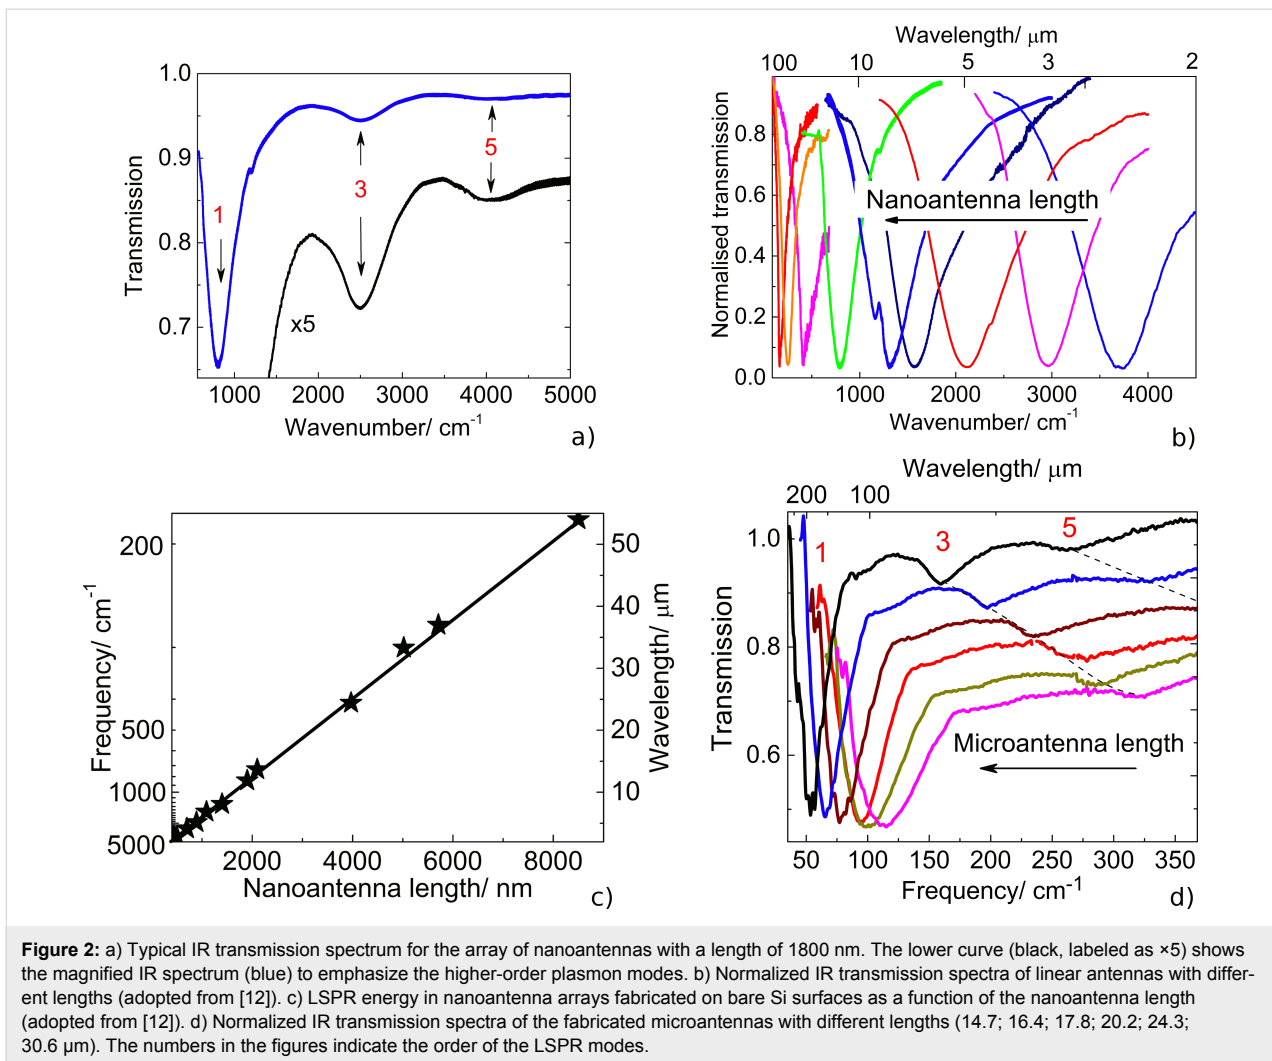 1.0
0.9
0.8
0.7
Transmission
1
3
5
x5
1000 2000 3000 4000 5000
Wavenumber/ cm-1
a)
Wavelength/ μm
100 10 5 3 2
0.8
0.6
0.4
0.2
0.0
Normalised transmission
Nanoantenna length
1000 2000 3000 4000
Wavenumber/ cm-1
b)
200
500
1000
5000
Frequency/ cm-1
50
40
30
20
10
Wavelength/ μm
2000 4000 6000 8000
Nanoantenna length/ nm
c)
Wavelength/ μm
200 100
1.0
0.8
0.6
Transmission
1
3
5
Microantenna length
50 100 150 200 250 300 350
Frequency/ cm-1
d)
Figure 2: a) Typical IR transmission spectrum for the array of nanoantennas with a length of 1800 nm. The lower curve (black, labeled as ×5) shows
the magnified IR spectrum (blue) to emphasize the higher-order plasmon modes. b) Normalized IR transmission spectra of linear antennas with differ-
ent lengths (adopted from [12]). c) LSPR energy in nanoantenna arrays fabricated on bare Si surfaces as a function of the nanoantenna length
(adopted from [12]). d) Normalized IR transmission spectra of the fabricated microantennas with different lengths (14.7; 16.4; 17.8; 20.2; 24.3;
30.6 μm). The numbers in the figures indicate the order of the LSPR modes.